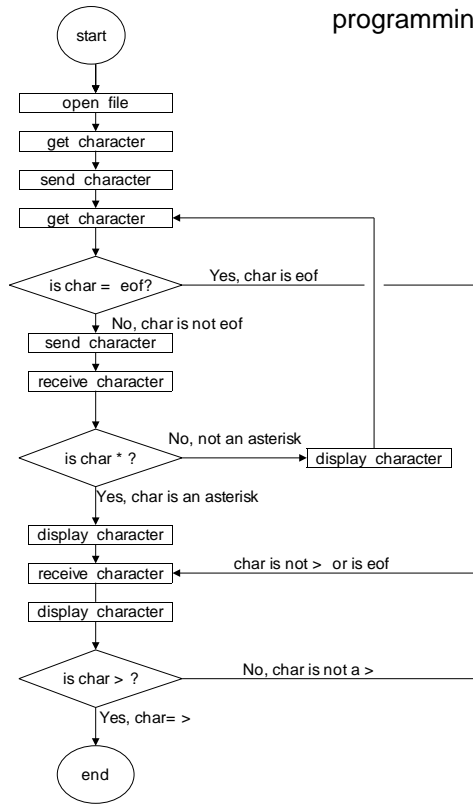 programmin
start
open file
get character
send character
get character
is char = eof?
Yes, char is eof
No, char is not eof
send character
receive character
No, not an asterisk
is char * ?
display character
Yes, char is an asterisk
display character
receive character
char is not > or is eof
display character
is char > ?
No, char is not a >
Yes, char= >
end